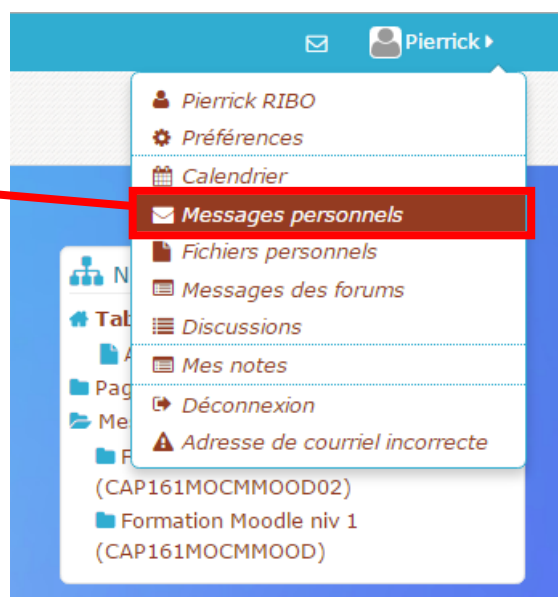 Pierrick
Pierrick RIBO
Préférences
Calendrier
Messages personnels
Fichiers personnels
Messages des forums
Discussions
Mes notes
Déconnexion
Adresse de courriel incorrecte
N
Tab
A
Pag
Me
F
(CAP161MOCMMOOD02)
Formation Moodle niv 1
(CAP161MOCMMOOD)